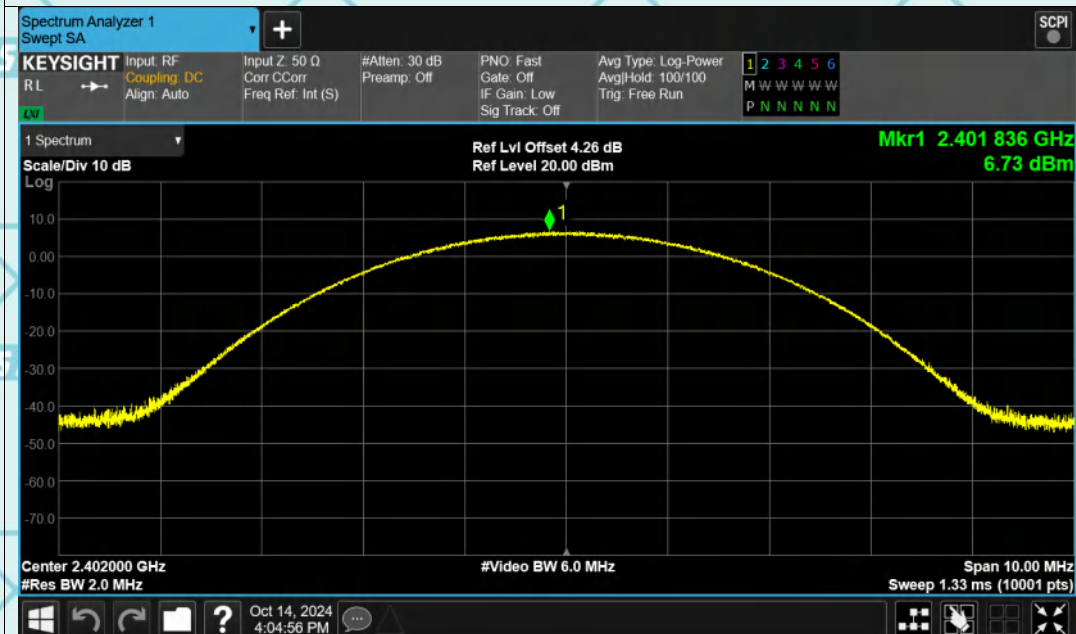 Spectrum Analyzer 1
Swept SA
+
SCPI
KEYSIGHT
R L
LXI
Input: RF
Coupling: DC
Align: Auto
Input Z: 50 Ω
Corr CCorr
Freq Ref: Int (S)
#Atten: 30 dB
Preamp: Off
PNO: Fast
Gate: Off
IF Gain: Low
Sig Track: Off
Avg Type: Log-Power
Avg|Hold: 100/100
Trig: Free Run
1 2 3 4 5 6
M W W W W W
P N N N N N
1 Spectrum
Scale/Div 10 dB
Log
Ref Lvl Offset 4.26 dB
Ref Level 20.00 dBm
Mkr1 2.401 836 GHz
6.73 dBm
1
10.0
0.00
-10.0
-20.0
-30.0
-40.0
-50.0
-60.0
-70.0
Center 2.402000 GHz
#Res BW 2.0 MHz
#Video BW 6.0 MHz
Span 10.00 MHz
Sweep 1.33 ms (10001 pts)
?
Oct 14, 2024
4:04:56 PM